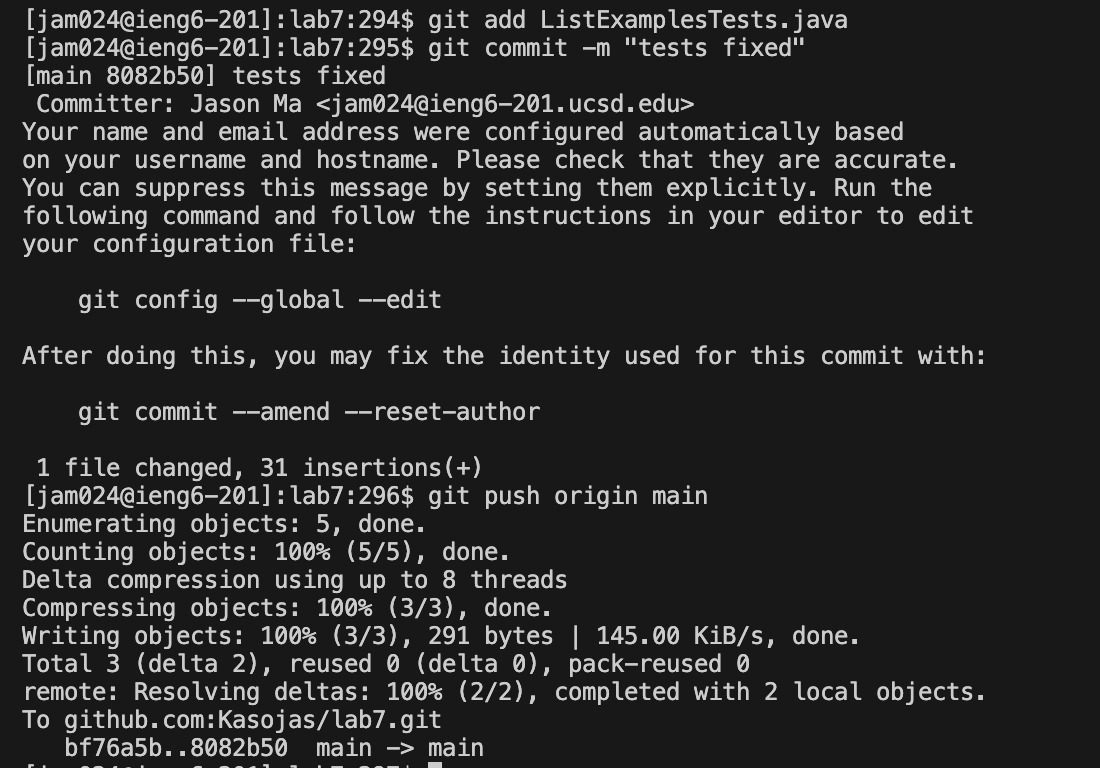 [jam024@ieng6-201]:lab7:294$ git add ListExamplesTests.java
[jam024@ieng6-201]:lab7:295$ git commit -m "tests fixed"
[main 8082b50] tests fixed
 Committer: Jason Ma <jam024@ieng6-201.ucsd.edu>
Your name and email address were configured automatically based
on your username and hostname. Please check that they are accurate.
You can suppress this message by setting them explicitly. Run the
following command and follow the instructions in your editor to edit
your configuration file:

    git config --global --edit

After doing this, you may fix the identity used for this commit with:

    git commit --amend --reset-author

 1 file changed, 31 insertions(+)
[jam024@ieng6-201]:lab7:296$ git push origin main
Enumerating objects: 5, done.
Counting objects: 100% (5/5), done.
Delta compression using up to 8 threads
Compressing objects: 100% (3/3), done.
Writing objects: 100% (3/3), 291 bytes | 145.00 KiB/s, done.
Total 3 (delta 2), reused 0 (delta 0), pack-reused 0
remote: Resolving deltas: 100% (2/2), completed with 2 local objects.
To github.com:Kasojas/lab7.git
   bf76a5b..8082b50  main -> main